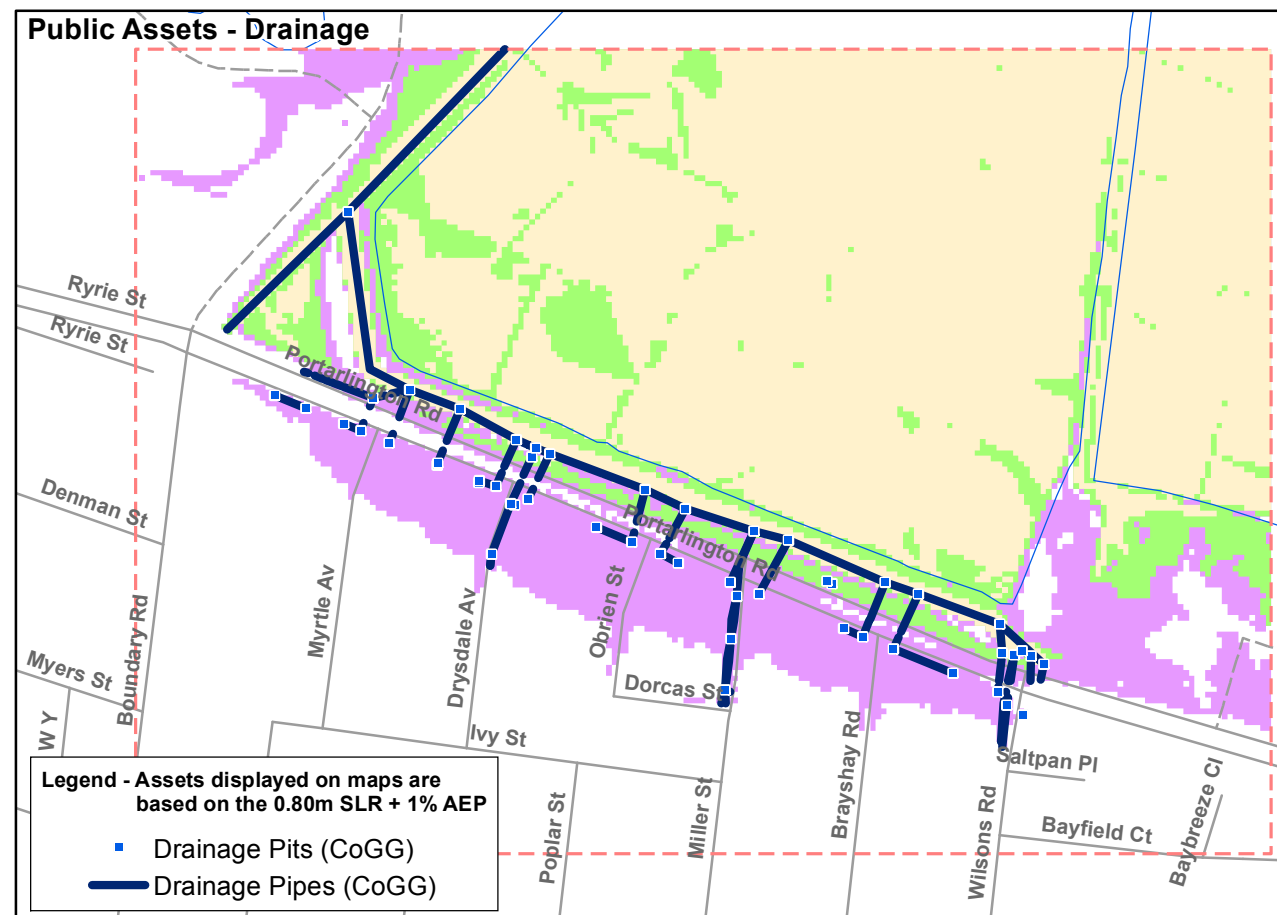 Public Assets - Drainage
Ryrie St
Ryrie St
Portarlington Rd
Portarlington Rd
Denman St
Boundary Rd
Myrtle Av
Drysdale Av
Obrien St
Dorcas St
Myers St
W Y
Ivy St
Poplar St
Miller St
Brayshay Rd
Wilsons Rd
Saltpan Pl
Bayfield Ct
Baybreeze Cl
Legend - Assets displayed on maps are
based on the 0.80m SLR + 1% AEP
Drainage Pits (CoGG)
Drainage Pipes (CoGG)